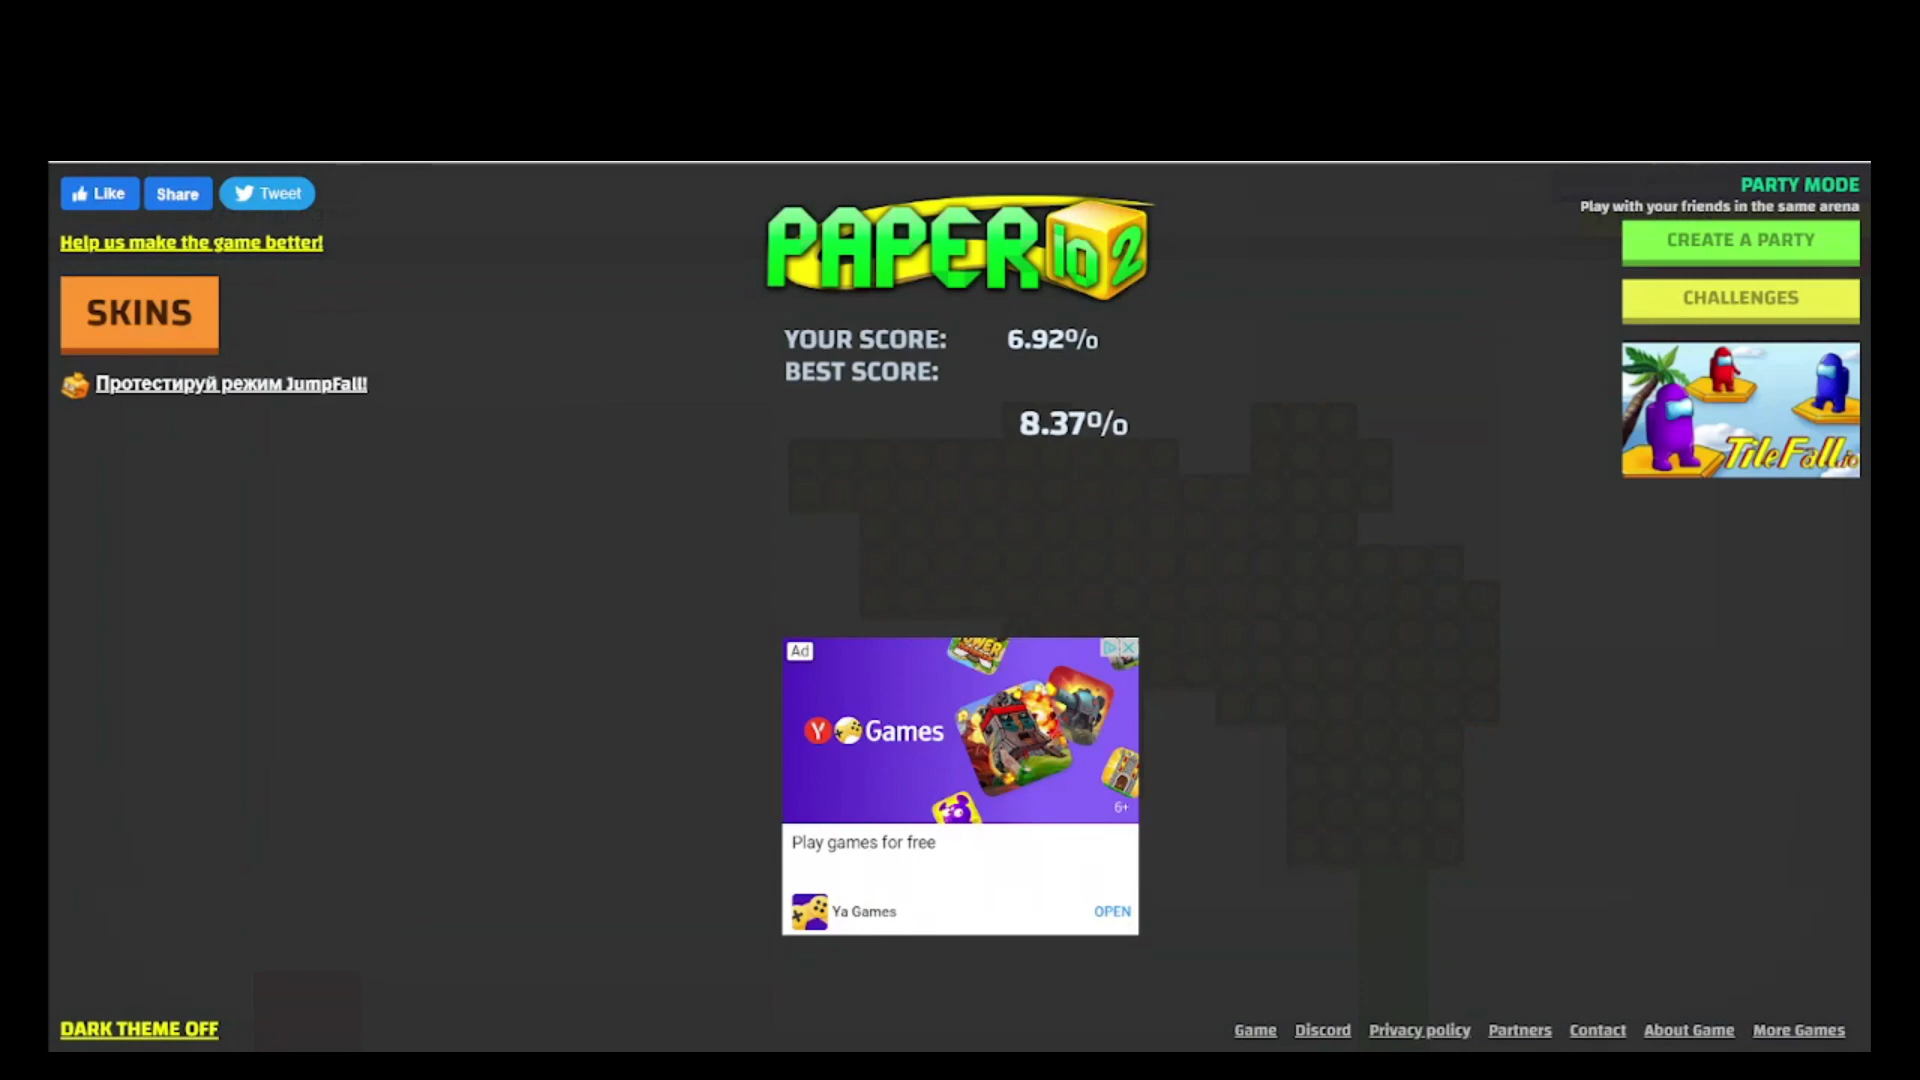 Like Share Tweet
Help us make the game better!
SKINS
Протестируй режим JumpFall!
PAPER io 2
YOUR SCORE: 6.92%
BEST SCORE:
8.37%
PARTY MODE
Play with your friends in the same arena
CREATE A PARTY
CHALLENGES
TileFall.io
Ad
Y Games
6+
Play games for free
Ya Games OPEN
DARK THEME OFF
Game Discord Privacy policy Partners Contact About Game More Games